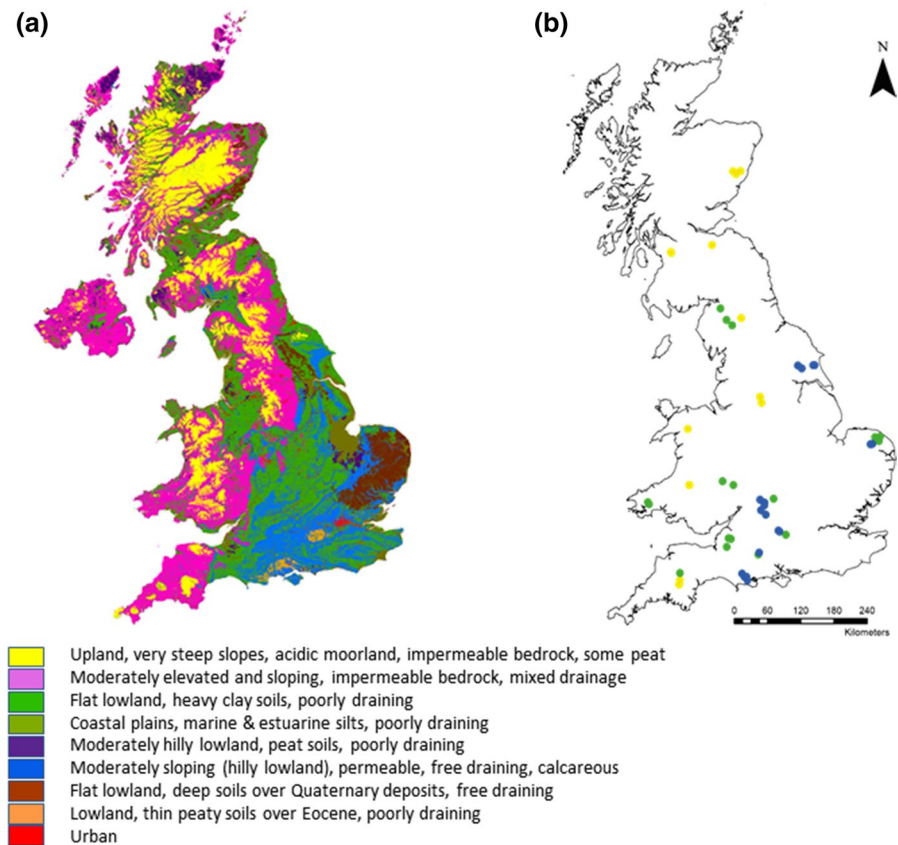 (a)
(b)
N
0 30 60 120 180 240
Kilometers
Upland, very steep slopes, acidic moorland, impermeable bedrock, some peat
Moderately elevated and sloping, impermeable bedrock, mixed drainage
Flat lowland, heavy clay soils, poorly draining
Coastal plains, marine & estuarine silts, poorly draining
Moderately hilly lowland, peat soils, poorly draining
Moderately sloping (hilly lowland), permeable, free draining, calcareous
Flat lowland, deep soils over Quaternary deposits, free draining
Lowland, thin peaty soils over Eocene, poorly draining
Urban